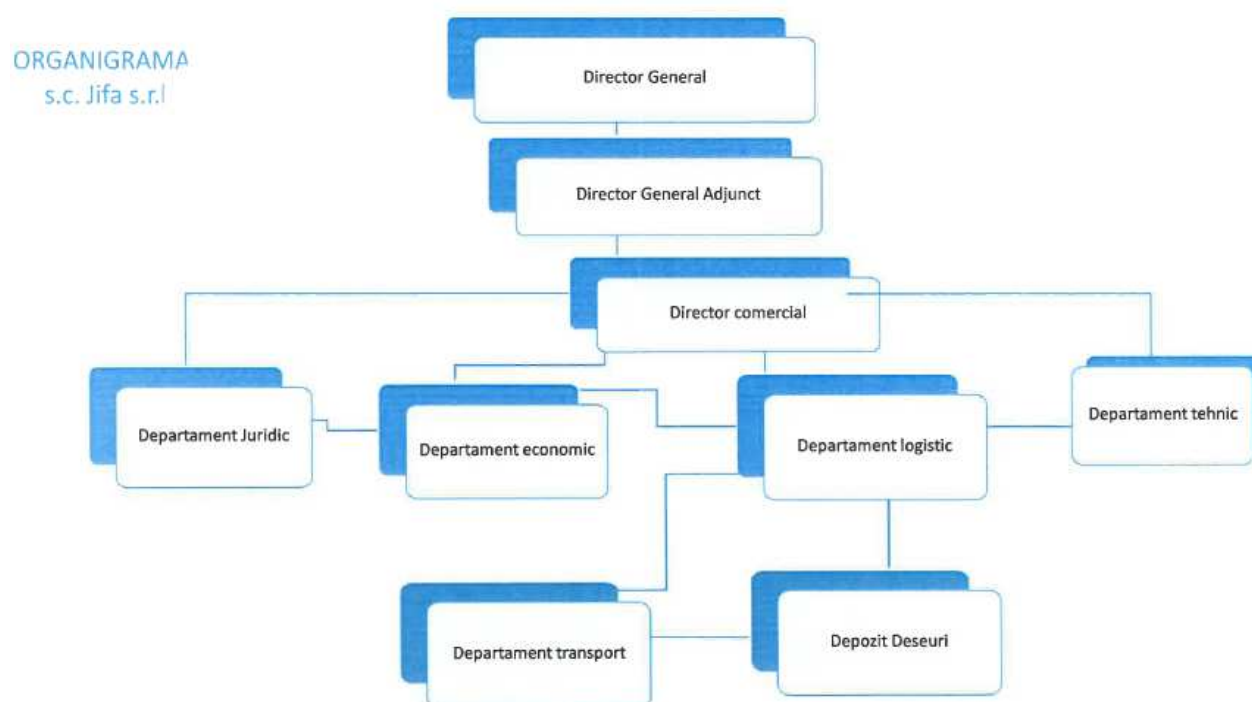 ORGANIGRAMA
s.c. Jifa s.r.l
Director General
Director General Adjunct
Director comercial
Departament Juridic
Departament economic
Departament logistic
Departament tehnic
Departament transport
Depozit Deseuri